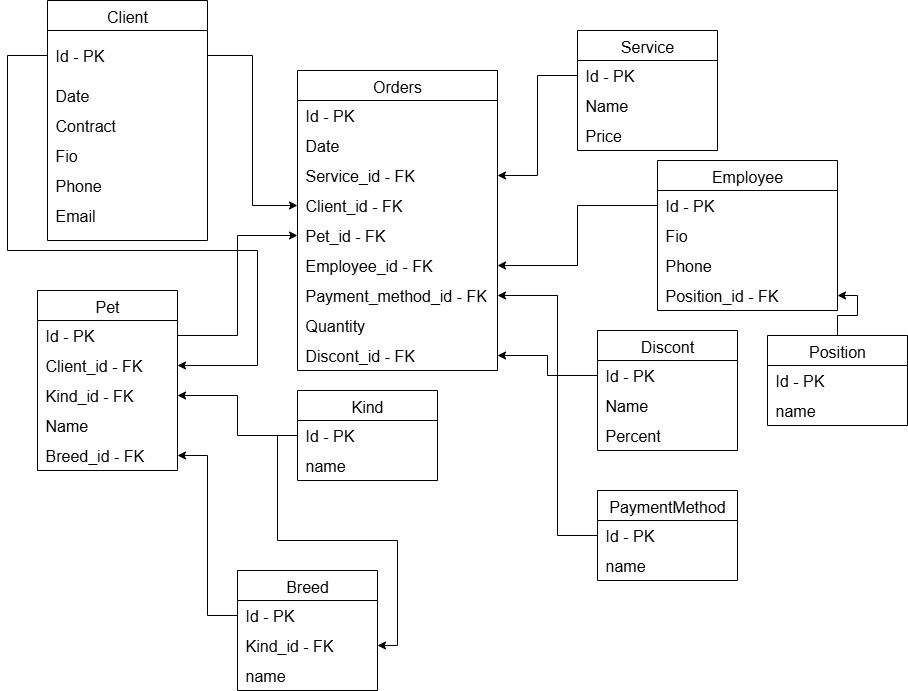 Client
Id - PK
Date
Contract
Fio
Phone
Email
Orders
Id - PK
Date
Service_id - FK
Client_id - FK
Pet_id - FK
Employee_id - FK
Payment_method_id - FK
Quantity
Discont_id - FK
Service
Id - PK
Name
Price
Employee
Id - PK
Fio
Phone
Position_id - FK
Pet
Id - PK
Client_id - FK
Kind_id - FK
Name
Breed_id - FK
Kind
Id - PK
name
Discont
Id - PK
Name
Percent
Position
Id - PK
name
PaymentMethod
Id - PK
name
Breed
Id - PK
Kind_id - FK
name